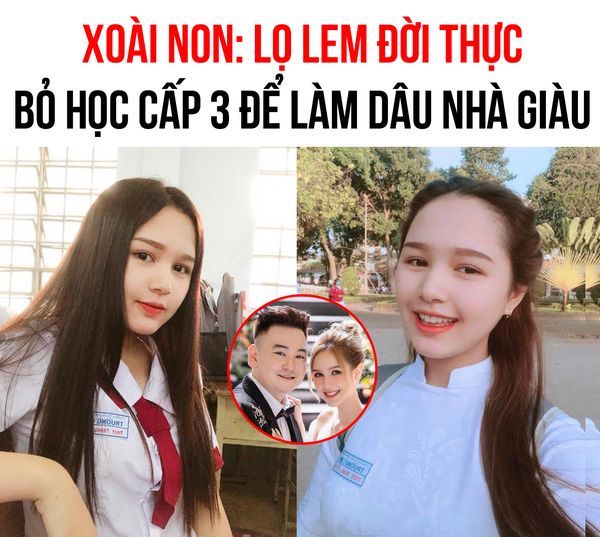 XOÀI NON: LỌ LEM ĐỜI THỰC
BỎ HỌC CẤP 3 ĐỂ LÀM DÂU NHÀ GIÀU